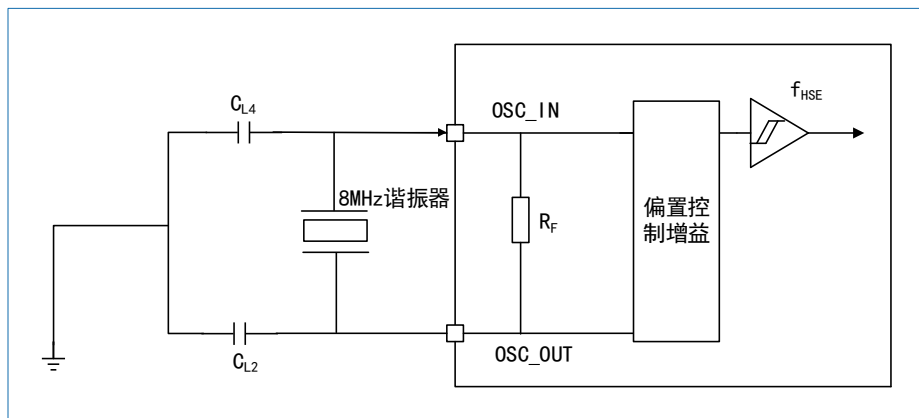 C_L4
OSC_IN
f_HSE
8MHz谐振器
R_F
偏置控
制增益
C_L2
OSC_OUT